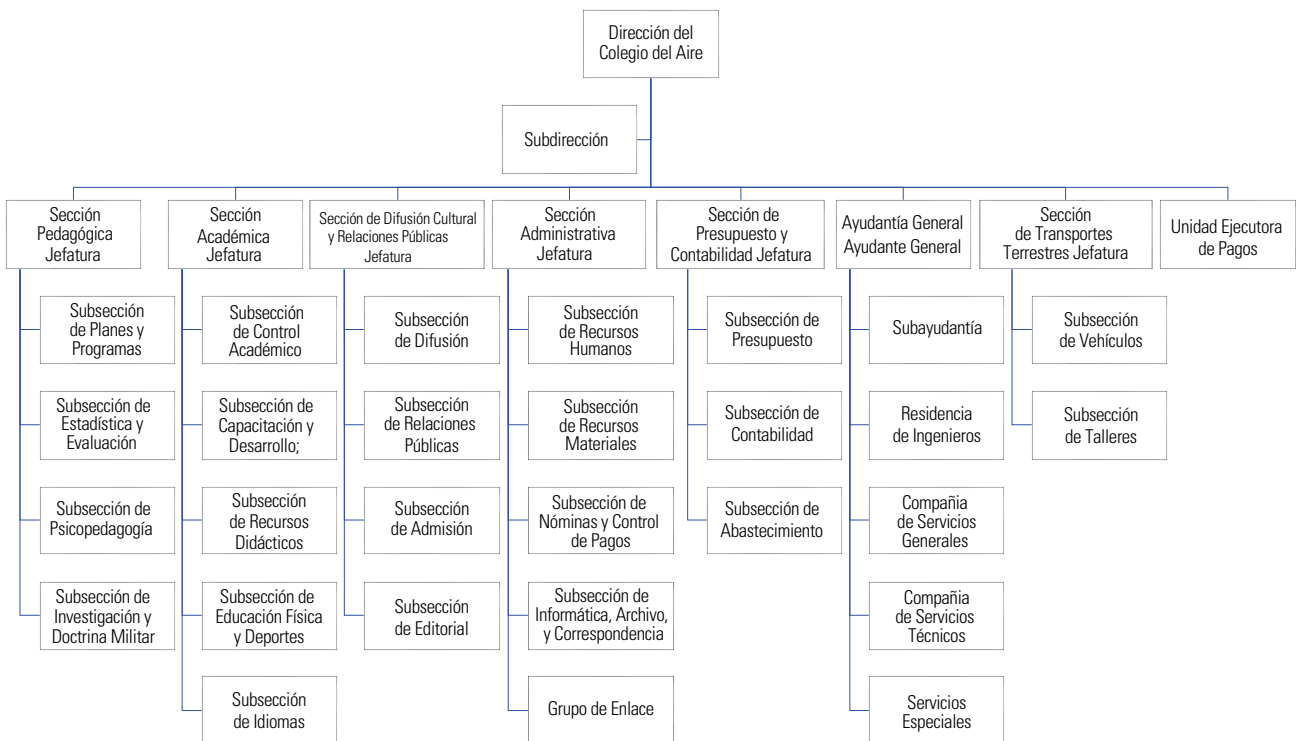 Dirección del
Colegio del Aire
Subdirección
Sección
Pedagógica
Jefatura
Sección
Académica
Jefatura
Sección de Difusión Cultural
y Relaciones Públicas
Jefatura
Sección
Administrativa
Jefatura
Sección de
Presupuesto y
Contabilidad Jefatura
Ayudantía General
Ayudante General
Sección
de Transportes
Terrestres Jefatura
Unidad Ejecutora
de Pagos
Subsección
de Planes y
Programas
Subsección
de Control
Académico
Subsección
de Difusión
Subsección
de Recursos
Humanos
Subsección de
Presupuesto
Subayudantía
Subsección
de Vehículos
Subsección de
Estadística y
Evaluación
Subsección de
Capacitación y
Desarrollo;
Subsección
de Relaciones
Públicas
Subsección
de Recursos
Materiales
Subsección de
Contabilidad
Residencia
de Ingenieros
Subsección
de Talleres
Subsección de
Psicopedagogía
Subsección
de Recursos
Didácticos
Subsección
de Admisión
Subsección de
Nóminas y Control
de Pagos
Subsección de
Abastecimiento
Compañia
de Servicios
Generales
Subsección de
Investigación y
Doctrina Militar
Subsección de
Educación Física
y Deportes
Subsección
de Editorial
Subsección de
Informática, Archivo,
y Correspondencia
Compañia
de Servicios
Técnicos
Subsección
de Idiomas
Grupo de Enlace
Servicios
Especiales